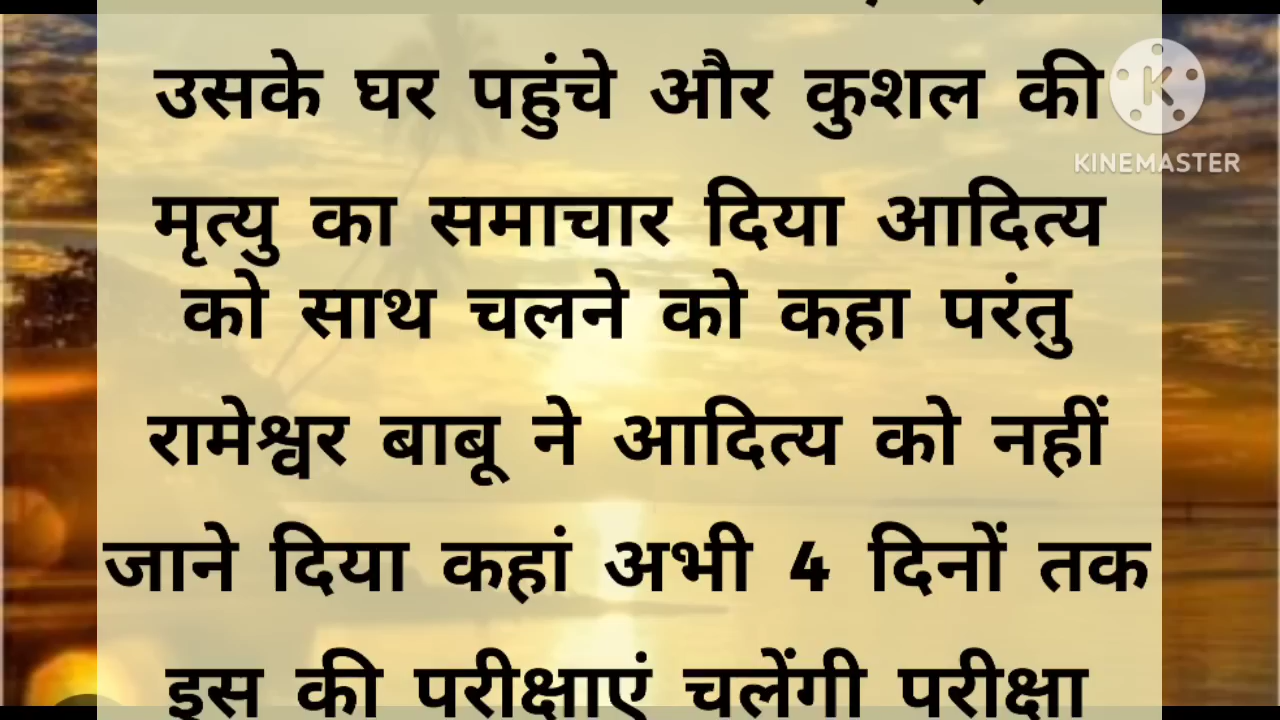 उसके घर पहुंचे और कुशल की
KINEMASTER
मृत्यु का समाचार दिया आदित्य
को साथ चलने को कहा परंतु
रामेश्वर बाबू ने आदित्य को नहीं
जाने दिया कहां अभी 4 दिनों तक
इस की परीक्षाएं चलेंगी परीक्षा